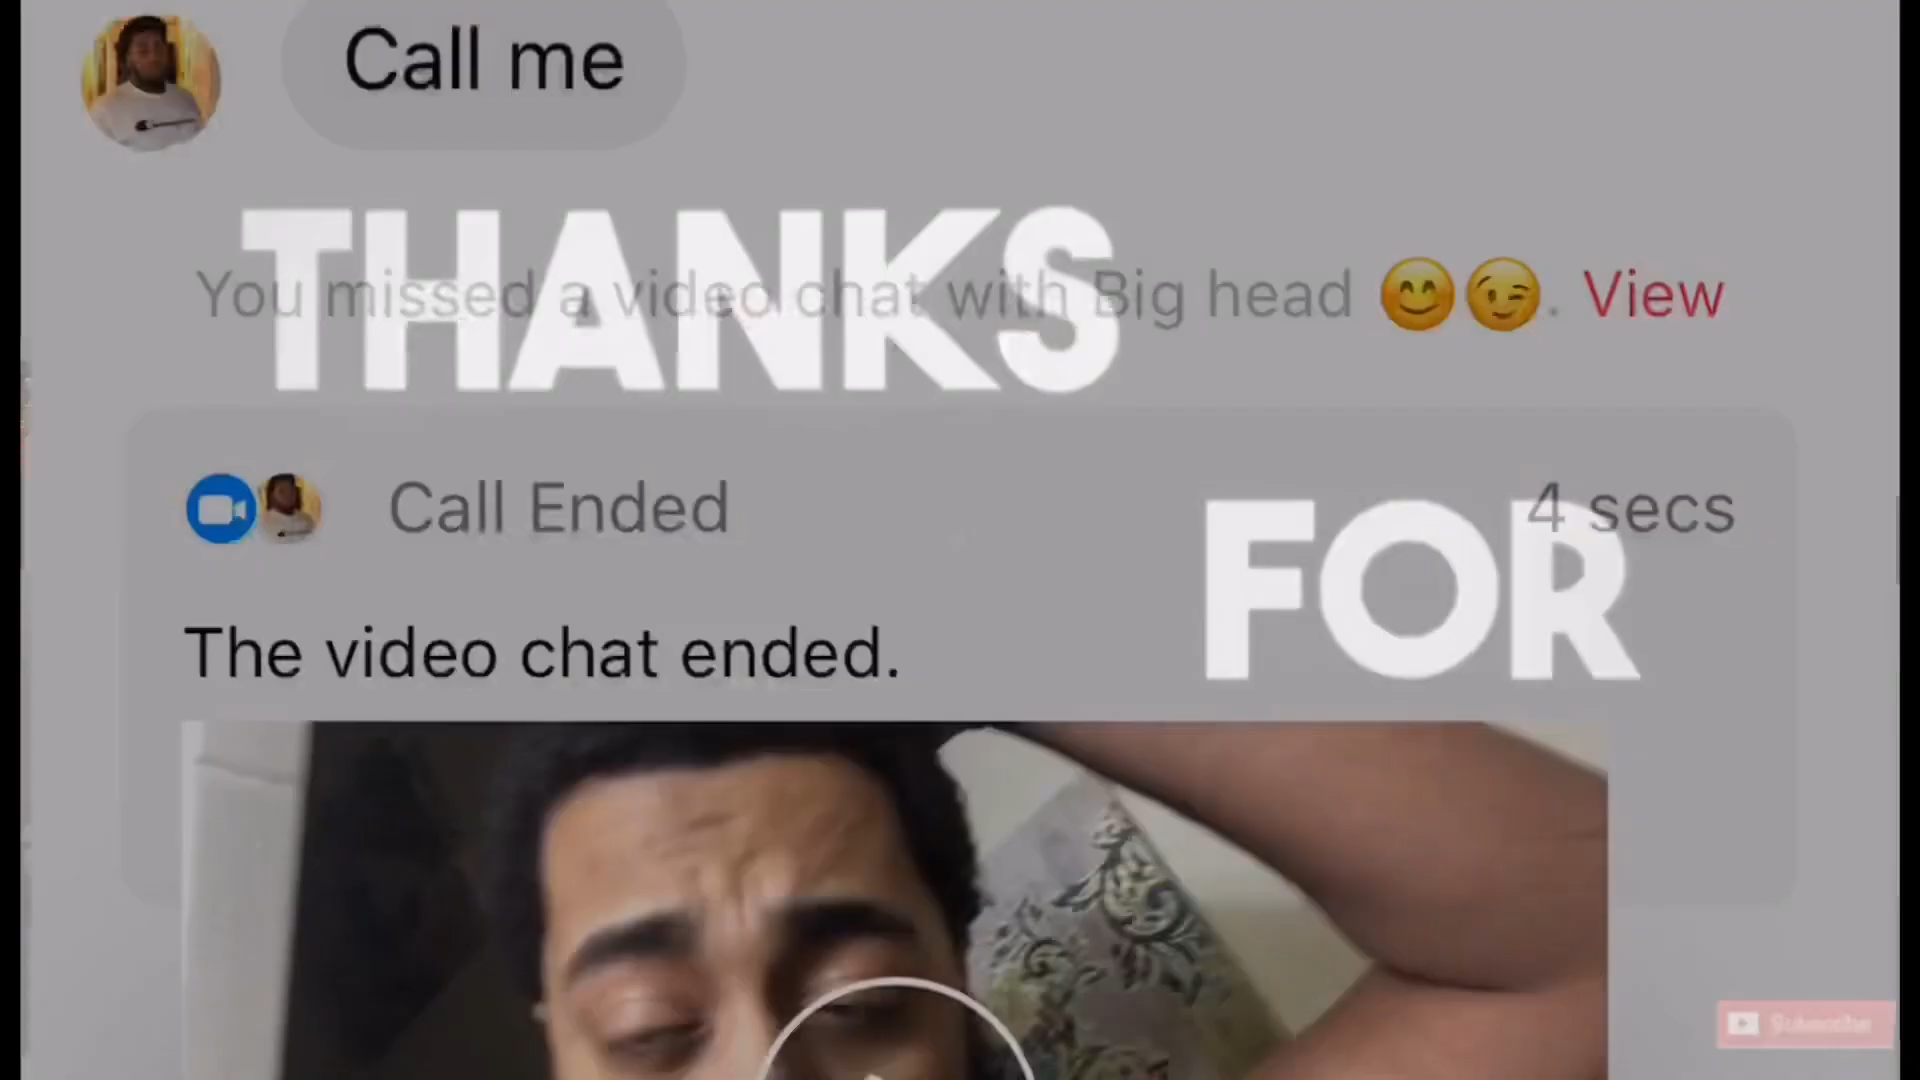 Call me
THANKS
You missed a video chat with Big head 😊😉. View
Call Ended
4 secs
FOR
The video chat ended.
Subscribe